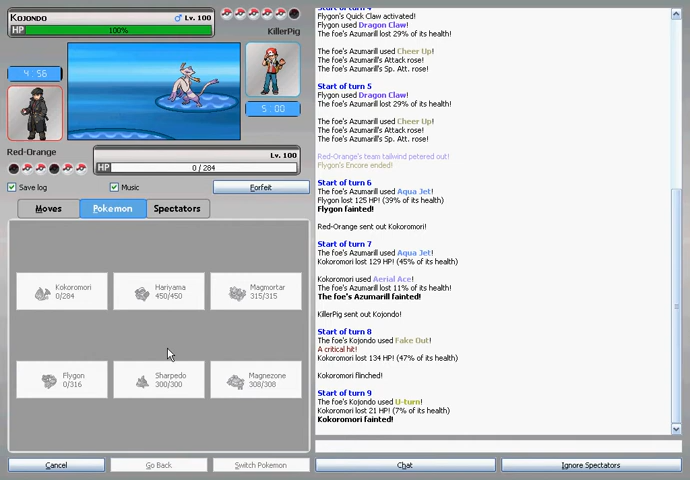 Kojondo ♂ Lv. 100
HP 100%
KillerPig
4:56
5:00
Red-Orange
Lv. 100
HP 0 / 284
Save log
Music
Forfeit
Moves
Pokemon
Spectators
Kokoromori
0/284
Hariyama
450/450
Magmortar
315/315
Flygon
0/316
Sharpedo
300/300
Magnezone
308/308
Cancel
Go Back
Switch Pokemon
Flygon's Quick Claw activated!
Flygon used Dragon Claw!
The foe's Azumarill lost 29% of its health!
The foe's Azumarill used Cheer Up!
The foe's Azumarill's Attack rose!
The foe's Azumarill's Sp. Att. rose!
Start of turn 5
Flygon used Dragon Claw!
The foe's Azumarill lost 29% of its health!
The foe's Azumarill used Cheer Up!
The foe's Azumarill's Attack rose!
The foe's Azumarill's Sp. Att. rose!
Red-Orange's team tailwind petered out!
Flygon's Encore ended!
Start of turn 6
The foe's Azumarill used Aqua Jet!
Flygon lost 125 HP! (39% of its health)
Flygon fainted!
Red-Orange sent out Kokoromori!
Start of turn 7
The foe's Azumarill used Aqua Jet!
Kokoromori lost 129 HP! (45% of its health)
Kokoromori used Aerial Ace!
The foe's Azumarill lost 11% of its health!
The foe's Azumarill fainted!
KillerPig sent out Kojondo!
Start of turn 8
The foe's Kojondo used Fake Out!
A critical hit!
Kokoromori lost 134 HP! (47% of its health)
Kokoromori flinched!
Start of turn 9
The foe's Kojondo used U-turn!
Kokoromori lost 21 HP! (7% of its health)
Kokoromori fainted!
Chat
Ignore Spectators